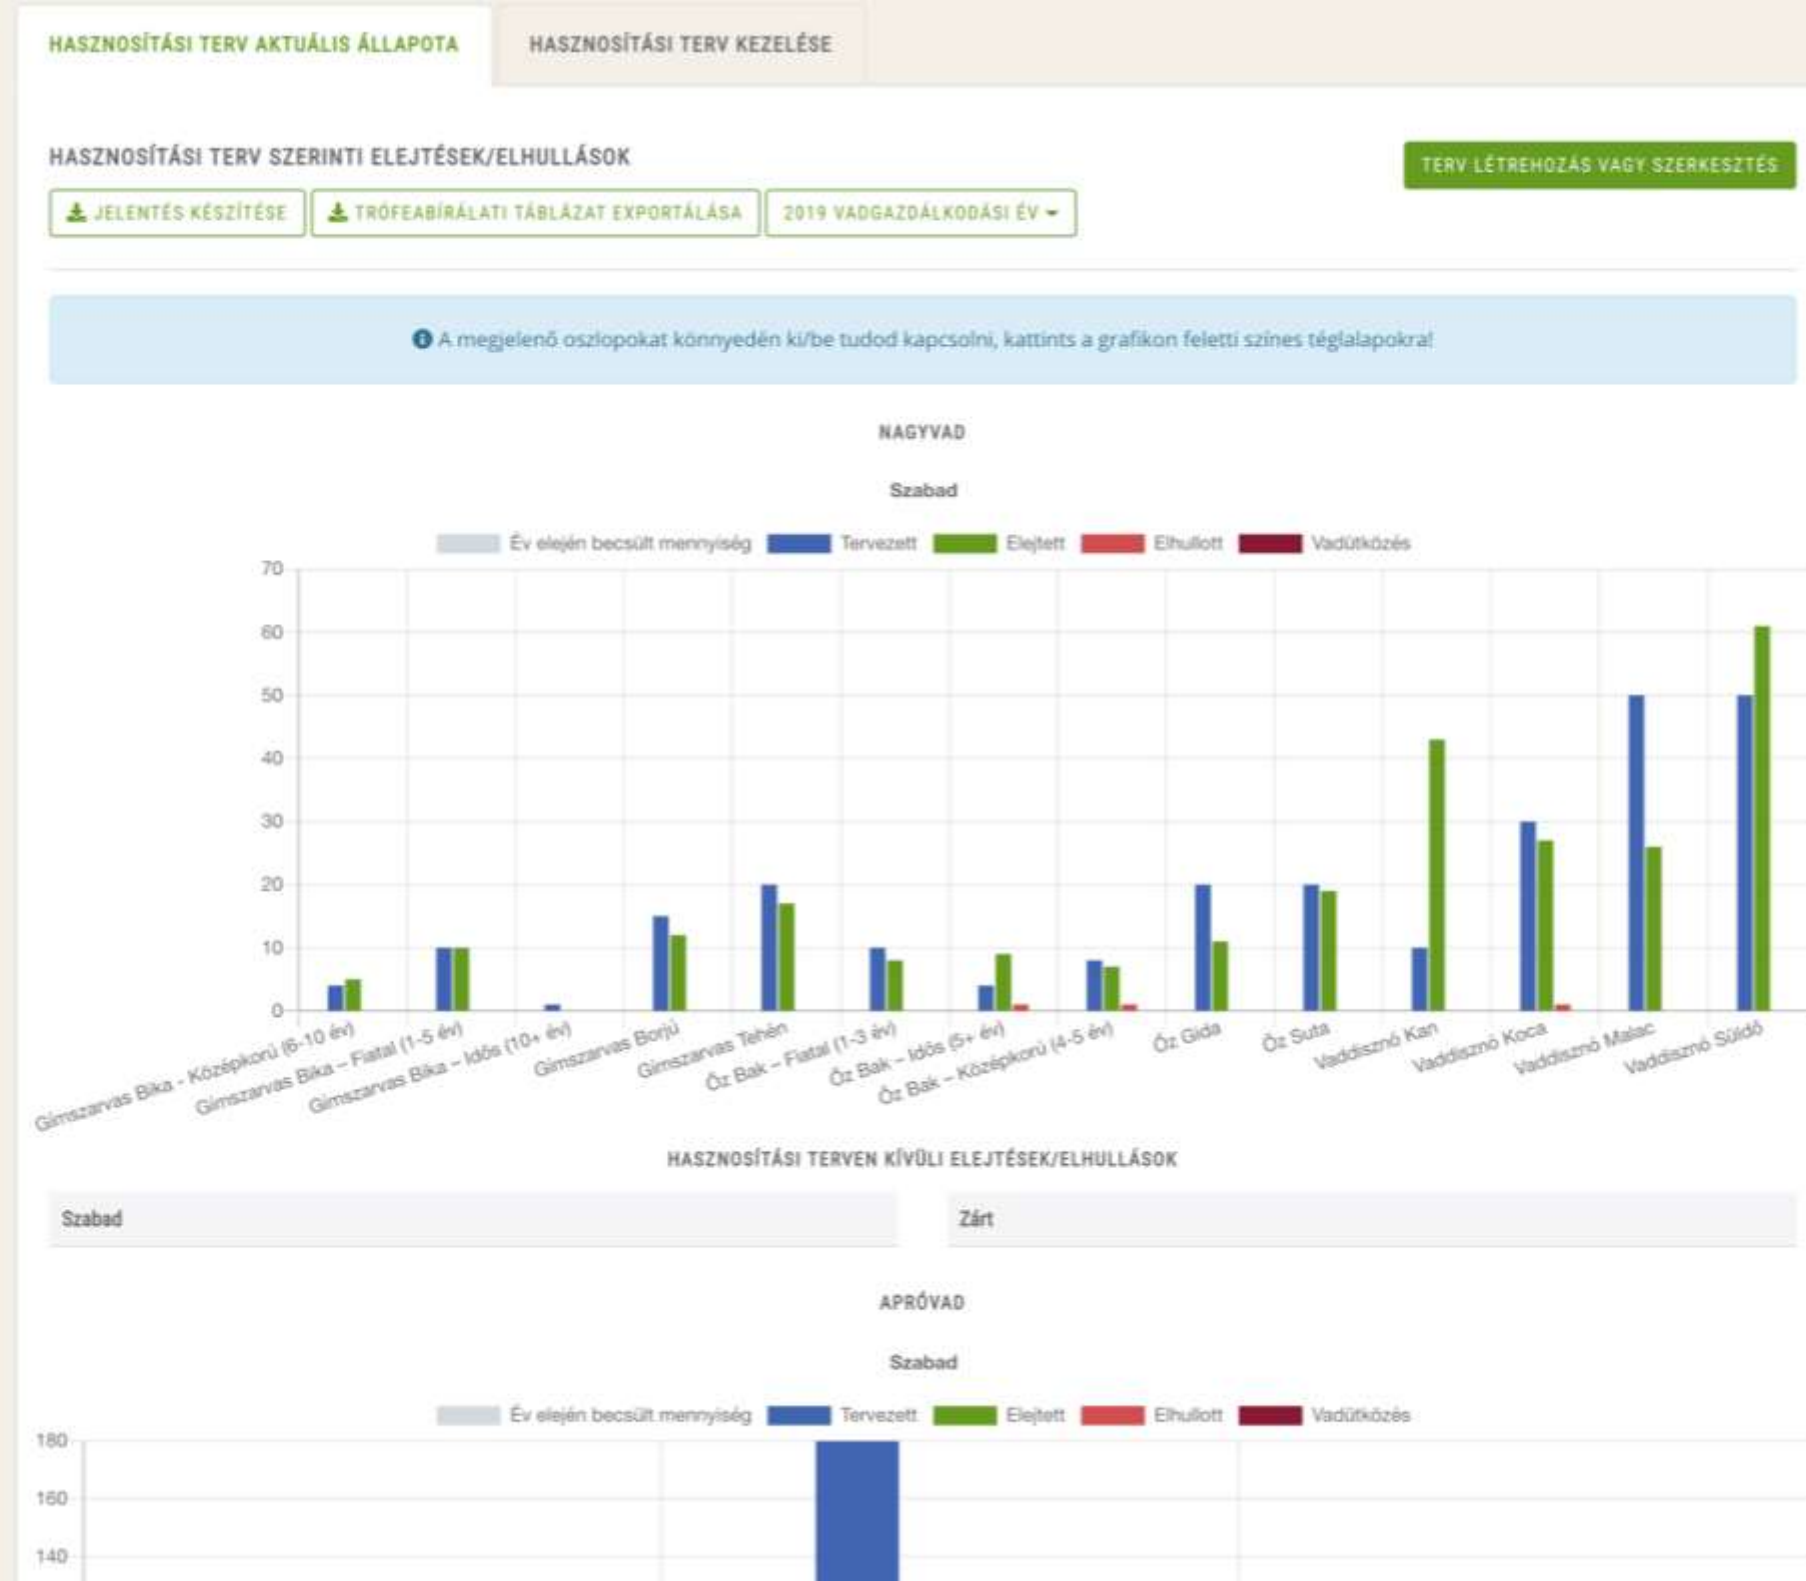 HASZNOSÍTÁSI TERV AKTUÁLIS ÁLLAPOTA
HASZNOSÍTÁSI TERV KEZELÉSE
HASZNOSÍTÁSI TERV SZERINTI ELEJTÉSEK/ELHULLÁSOK
TERV LÉTREHOZÁS VAGY SZERKESZTÉS
JELENTÉS KÉSZÍTÉSE
TRÓFEABÍRÁLATI TÁBLÁZAT EXPORTÁLÁSA
2019 VADGAZDÁLKODÁSI ÉV
A megjelenő oszlopokat könnyedén ki/be tudod kapcsolni, kattints a grafikon feletti színes téglalapokra!
NAGYVAD
Szabad
Év elején becsült mennyiség Tervezett Elejtett Elhullott Vadütközés
70
60
50
40
30
20
10
0
Gímszarvas Bika - Középkorú (6-10 év)
Gímszarvas Bika – Fiatal (1-5 év)
Gímszarvas Bika – Idős (10+ év)
Gímszarvas Borjú
Gímszarvas Tehén
Őz Bak – Fiatal (1-3 év)
Őz Bak – Idős (5+ év)
Őz Bak – Középkorú (4-5 év)
Őz Gida
Őz Suta
Vaddisznó Kan
Vaddisznó Koca
Vaddisznó Malac
Vaddisznó Süldő
HASZNOSÍTÁSI TERVEN KÍVÜLI ELEJTÉSEK/ELHULLÁSOK
Szabad
Zárt
APRÓVAD
Szabad
Év elején becsült mennyiség Tervezett Elejtett Elhullott Vadütközés
180
160
140